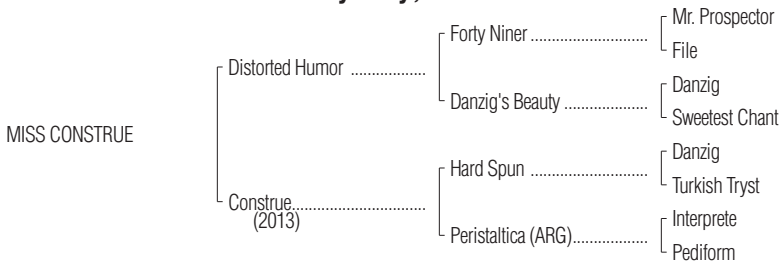 Mr. Prospector
Forty Niner
File
Distorted Humor
Danzig
Danzig's Beauty
Sweetest Chant
MISS CONSTRUE
Danzig
Hard Spun
Turkish Tryst
Construe
(2013)
Interprete
Peristaltica (ARG)
Pediform